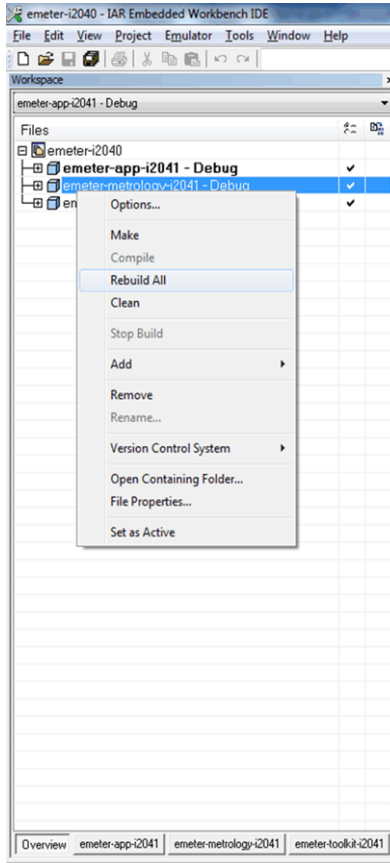 emeter-i2040 - IAR Embedded Workbench IDE
File Edit View Project Emulator Tools Window Help
Workspace
emeter-app-i2041 - Debug
Files
emeter-i2040
emeter-app-i2041 - Debug
emeter-metrology-i2041 - Debug
en
Options...
Make
Compile
Rebuild All
Clean
Stop Build
Add
Remove
Rename...
Version Control System
Open Containing Folder...
File Properties...
Set as Active
Overview emeter-app-i2041 emeter-metrology-i2041 emeter-toolkit-i2041